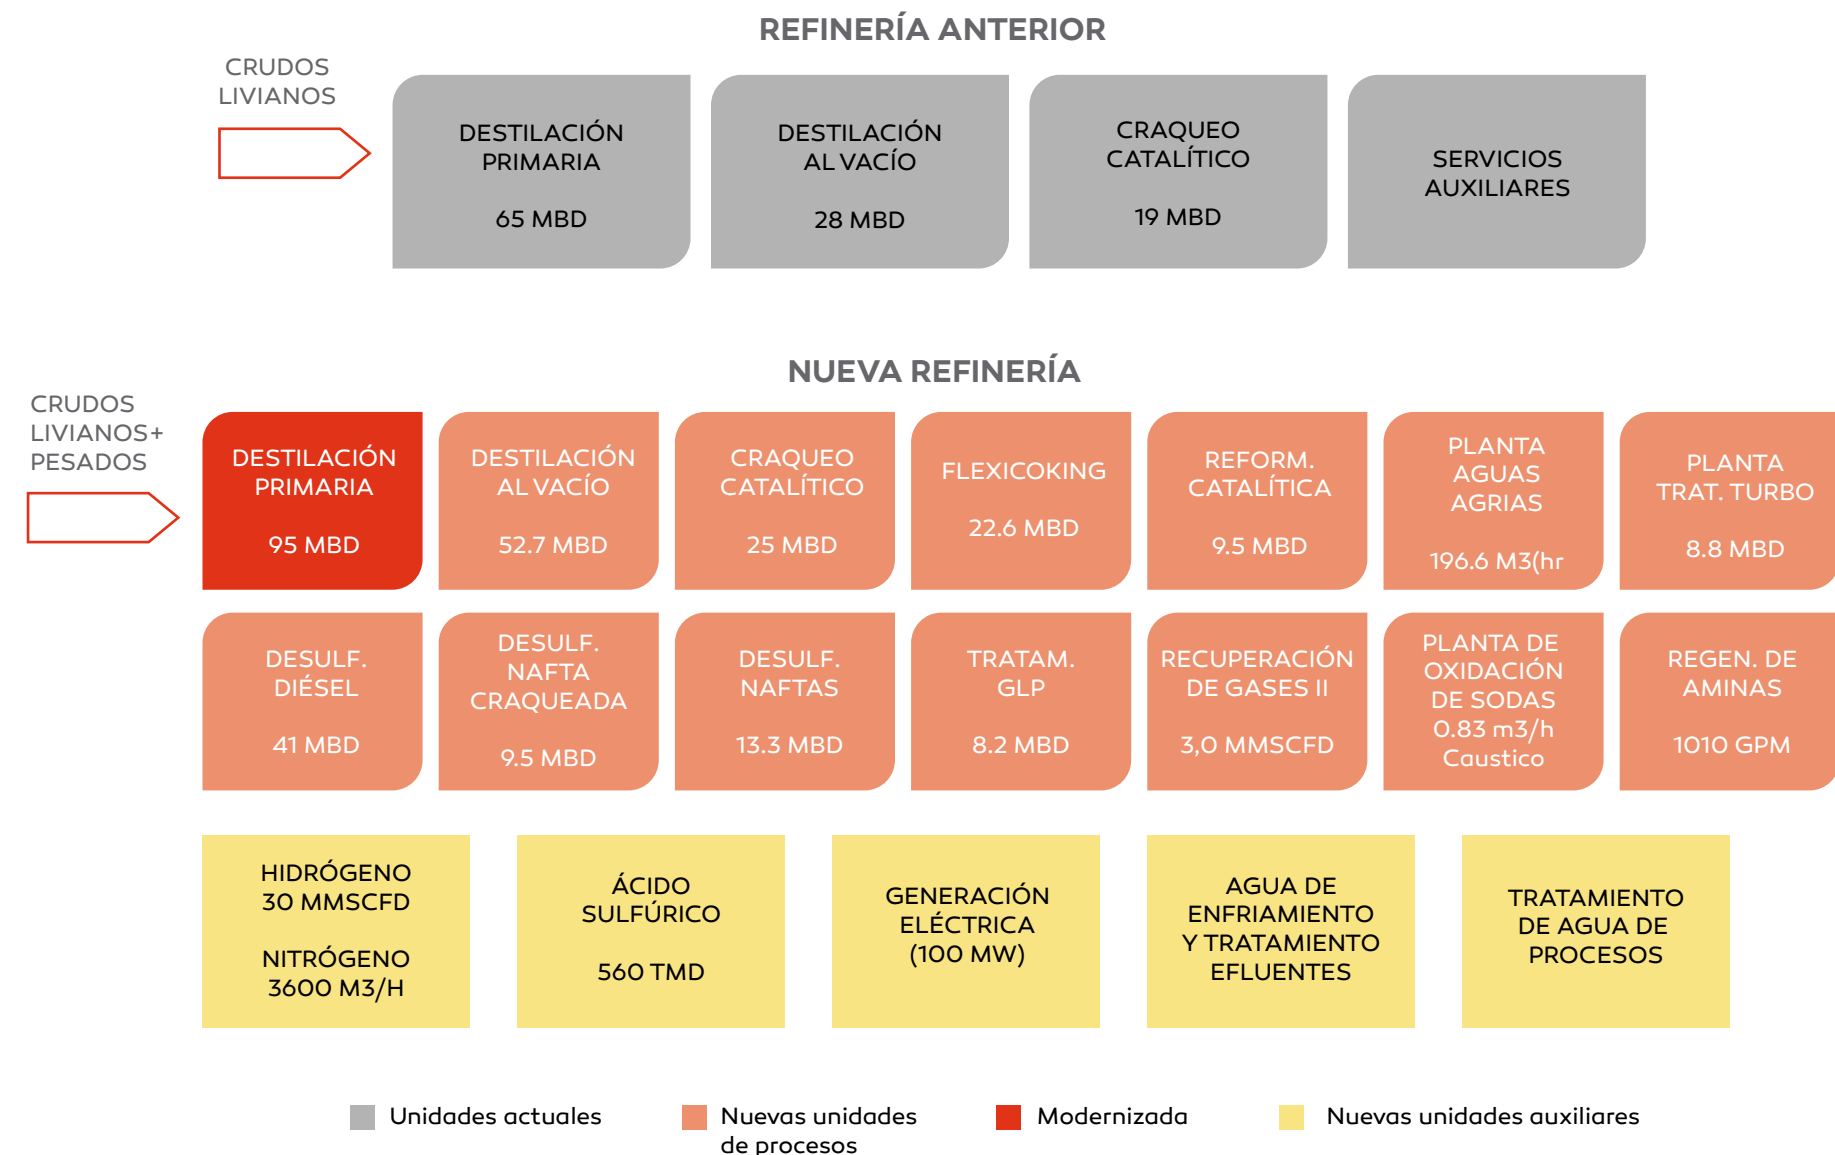 REFINERÍA ANTERIOR
CRUDOS
LIVIANOS
DESTILACIÓN
PRIMARIA
65 MBD
DESTILACIÓN
AL VACÍO
28 MBD
CRAQUEO
CATALÍTICO
19 MBD
SERVICIOS
AUXILIARES
NUEVA REFINERÍA
CRUDOS
LIVIANOS+
PESADOS
DESTILACIÓN
PRIMARIA
95 MBD
DESTILACIÓN
AL VACÍO
52.7 MBD
CRAQUEO
CATALÍTICO
25 MBD
FLEXICOKING
22.6 MBD
REFORM.
CATALÍTICA
9.5 MBD
PLANTA
AGUAS
AGRIAS
196.6 M3(hr
PLANTA
TRAT. TURBO
8.8 MBD
DESULF.
DIÉSEL
41 MBD
DESULF.
NAFTA
CRAQUEADA
9.5 MBD
DESULF.
NAFTAS
13.3 MBD
TRATAM.
GLP
8.2 MBD
RECUPERACIÓN
DE GASES II
3,0 MMSCFD
PLANTA DE
OXIDACIÓN
DE SODAS
0.83 m3/h
Caustico
REGEN. DE
AMINAS
1010 GPM
HIDRÓGENO
30 MMSCFD
NITRÓGENO
3600 M3/H
ÁCIDO
SULFÚRICO
560 TMD
GENERACIÓN
ELÉCTRICA
(100 MW)
AGUA DE
ENFRIAMIENTO
Y TRATAMIENTO
EFLUENTES
TRATAMIENTO
DE AGUA DE
PROCESOS
Unidades actuales
Nuevas unidades
de procesos
Modernizada
Nuevas unidades auxiliares